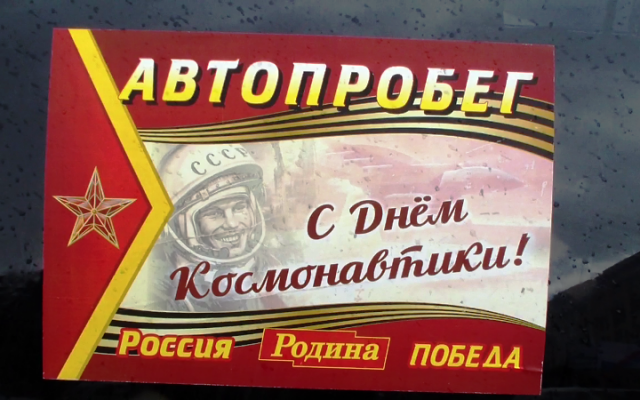 АВТОПРОБЕГ
СССР
С Днём
Космонавтики!
Россия Родина ПОБЕДА